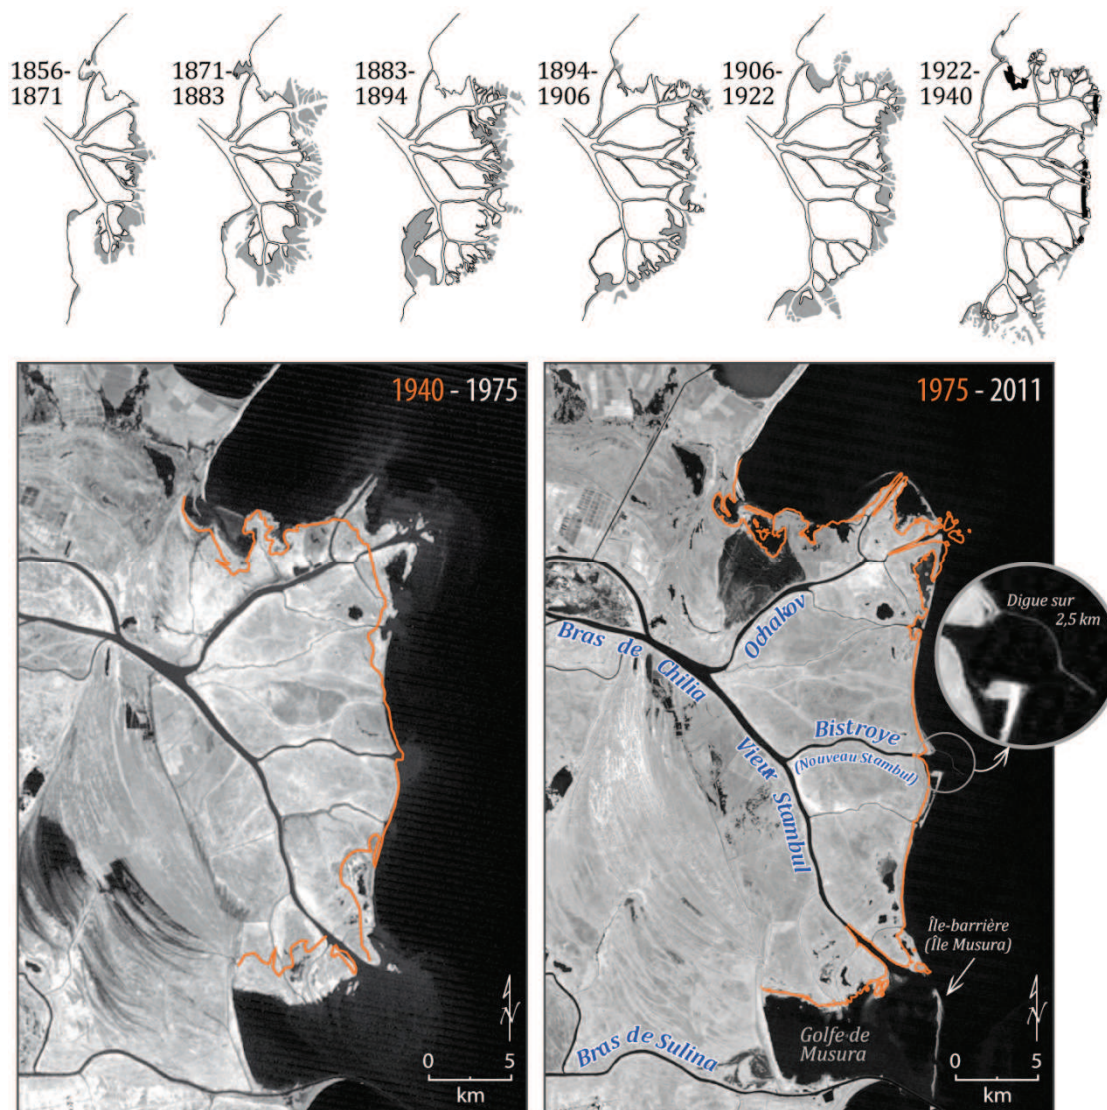 1856-
1871
1871-
1883
1883-
1894
1894-
1906
1906-
1922
1922-
1940
1940 - 1975
N
0 5
km
1975 - 2011
Digue sur
2,5 km
Ochakov
Bras de Chilia
Bistroye
(Nouveau Stambul)
Vieux Stambul
Île-barrière
(Île Musura)
Golfe de
Musura
Bras de Sulina
N
0 5
km